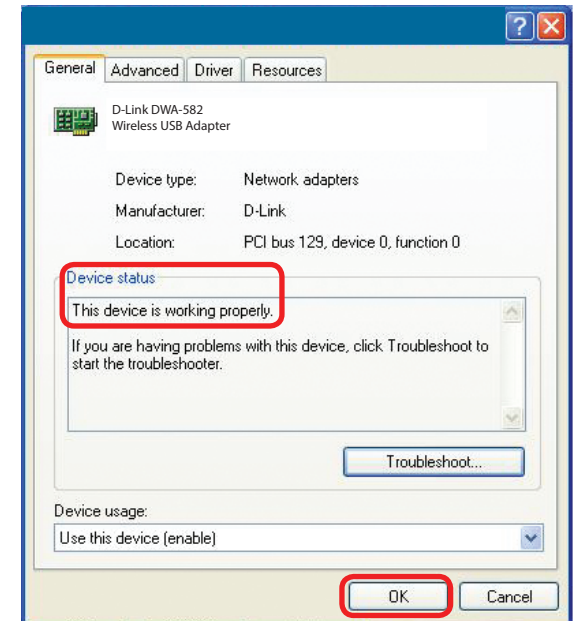 General Advanced Driver Resources
D-Link DWA-582
Wireless USB Adapter
Device type: Network adapters
Manufacturer: D-Link
Location: PCI bus 129, device 0, function 0
Device status
This device is working properly.
If you are having problems with this device, click Troubleshoot to
start the troubleshooter.
Troubleshoot...
Device usage:
Use this device (enable)
OK Cancel